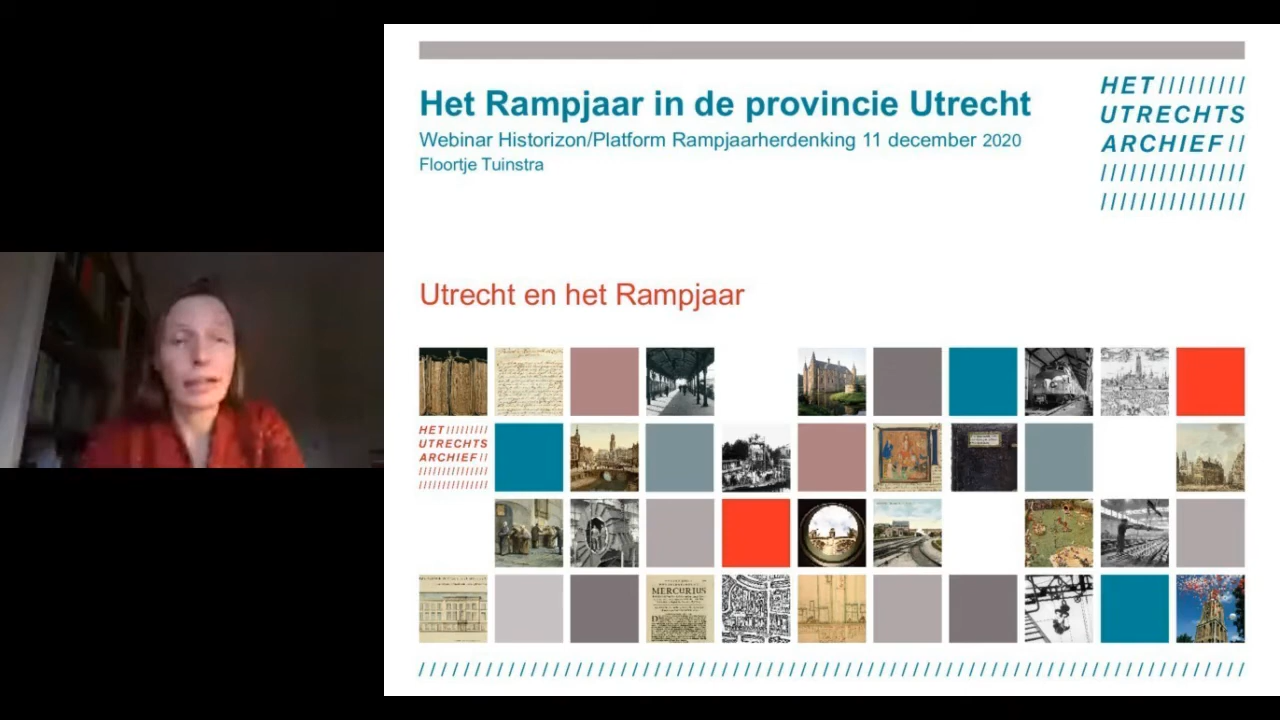 Het Rampjaar in de provincie Utrecht
Webinar Historizon/Platform Rampjaarherdenking 11 december 2020
Floortje Tuinstra
HET/////////
UTRECHTS
ARCHIEF//
///////////////
///////////////
Utrecht en het Rampjaar
HET/////////
UTRECHTS
ARCHIEF//
///////////////
///////////////
MERCURIUS